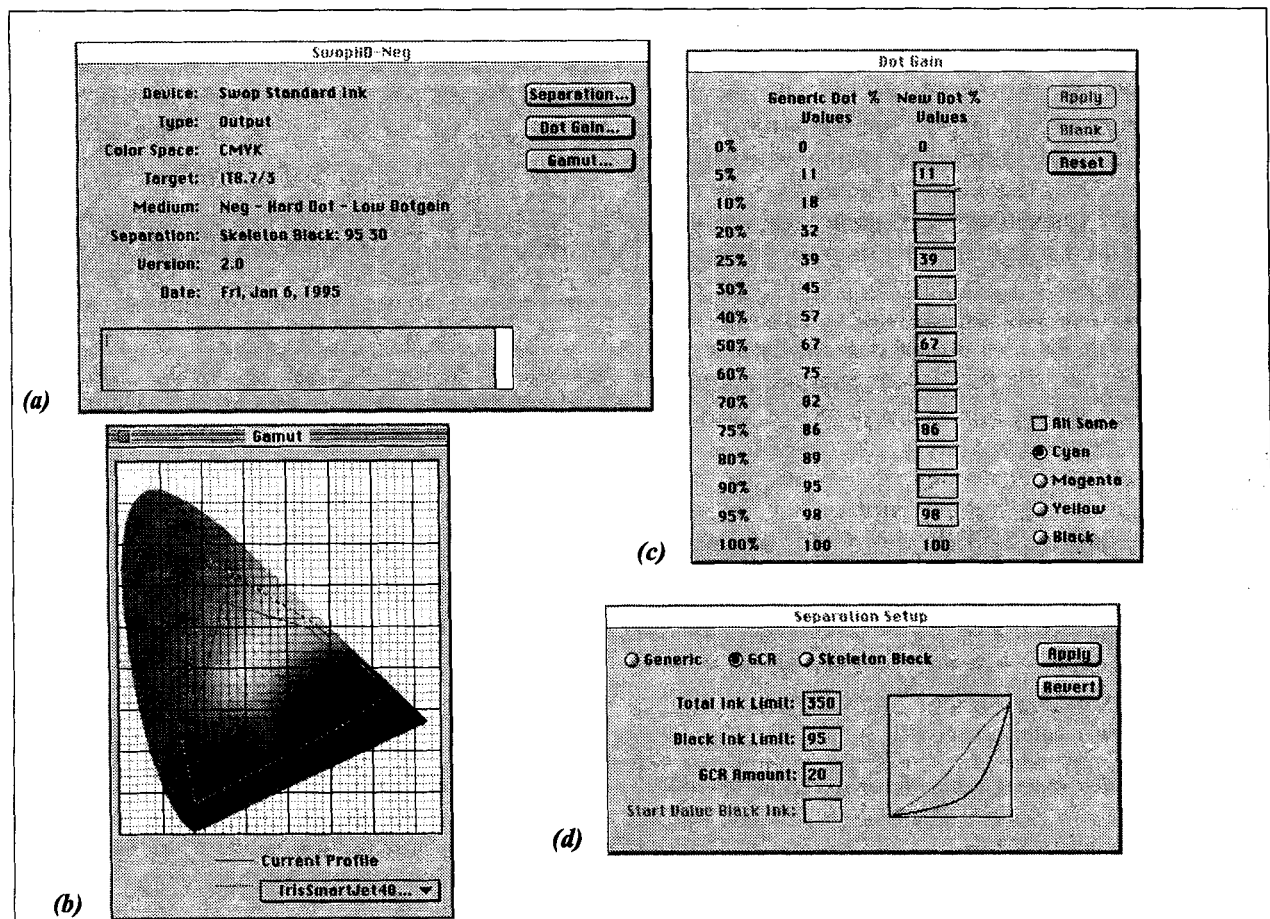 SwopHD-Neg
Device: Swop Standard Ink
Type: Output
Color Space: CMYK
Target: IT8.7/3
Medium: Neg - Hard Dot - Low Dotgain
Separation: Skeleton Black: 95 30
Version: 2.0
Date: Fri, Jan 6, 1995
Separation...
Dot Gain...
Gamut...
(a)
Gamut
Current Profile
IrisSmartJet40...
(b)
Dot Gain
Generic Dot % Values New Dot % Values
0% 0 0
5% 11 11
10% 18
20% 32
25% 39 39
30% 45
40% 57
50% 67 67
60% 75
70% 82
75% 86 86
80% 89
90% 95
95% 98 98
100% 100 100
Apply
Blank
Reset
All Same
Cyan
Magenta
Yellow
Black
(c)
Separation Setup
Generic GCR Skeleton Black
Total Ink Limit: 350
Black Ink Limit: 95
GCR Amount: 20
Start Value Black Ink:
Apply
Revert
(d)